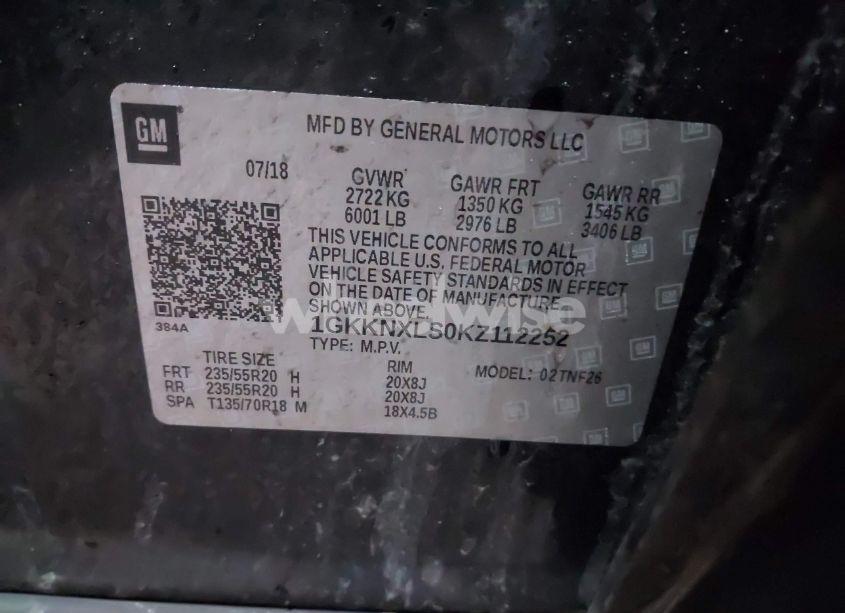 GM
MFD BY GENERAL MOTORS LLC
07/18
GVWR GAWR FRT GAWR RR
2722 KG 1350 KG 1545 KG
6001 LB 2976 LB 3406 LB
THIS VEHICLE CONFORMS TO ALL
APPLICABLE U.S. FEDERAL MOTOR
VEHICLE SAFETY STANDARDS IN EFFECT
ON THE DATE OF MANUFACTURE
SHOWN ABOVE.
384A
1GKKNXLS0KZ112252
TYPE: M.P.V.
MODEL: 02TNF26
TIRE SIZE RIM
FRT 235/55R20 H 20X8J
RR 235/55R20 H 20X8J
SPA T135/70R18 M 18X4.5B